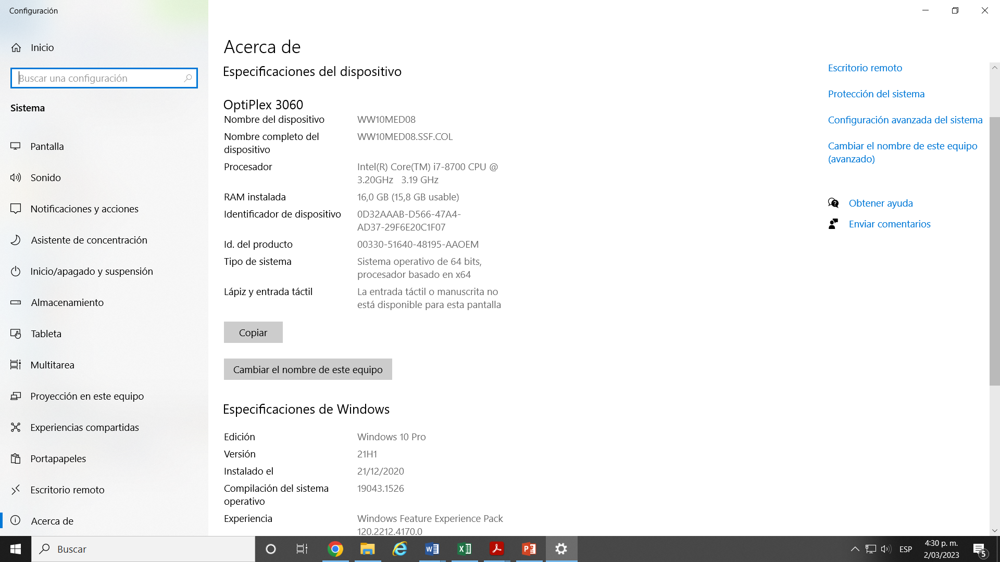 Configuración
Inicio
Buscar una configuración
Sistema
Pantalla
Sonido
Notificaciones y acciones
Asistente de concentración
Inicio/apagado y suspensión
Almacenamiento
Tableta
Multitarea
Proyección en este equipo
Experiencias compartidas
Portapapeles
Escritorio remoto
Acerca de
Acerca de
Especificaciones del dispositivo
OptiPlex 3060
Nombre del dispositivo WW10MED08
Nombre completo del WW10MED08.SSF.COL
dispositivo
Procesador Intel(R) Core(TM) i7-8700 CPU @
3.20GHz 3.19 GHz
RAM instalada 16,0 GB (15,8 GB usable)
Identificador de dispositivo 0D32AAAB-D566-47A4-
AD37-29F6E20C1F07
Id. del producto 00330-51640-48195-AAOEM
Tipo de sistema Sistema operativo de 64 bits,
procesador basado en x64
Lápiz y entrada táctil La entrada táctil o manuscrita no
está disponible para esta pantalla
Copiar
Cambiar el nombre de este equipo
Especificaciones de Windows
Edición Windows 10 Pro
Versión 21H1
Instalado el 21/12/2020
Compilación del sistema 19043.1526
operativo
Experiencia Windows Feature Experience Pack
120.2212.4170.0
Escritorio remoto
Protección del sistema
Configuración avanzada del sistema
Cambiar el nombre de este equipo
(avanzado)
Obtener ayuda
Enviar comentarios
Buscar
ESP
4:30 p. m.
2/03/2023
5